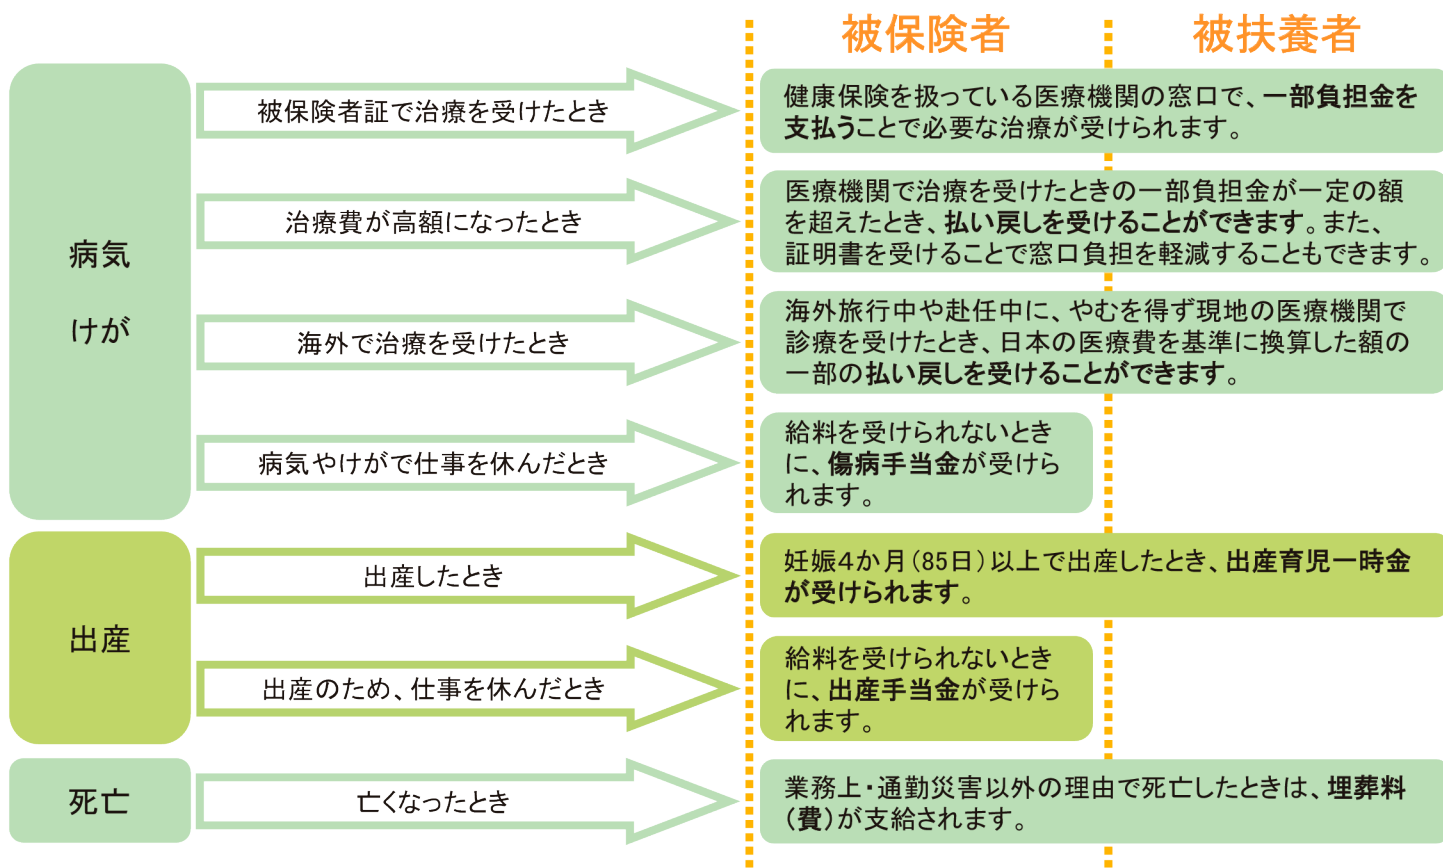 被保険者
被扶養者
病気
けが
被保険者証で治療を受けたとき
健康保険を扱っている医療機関の窓口で、一部負担金を
支払うことで必要な治療が受けられます。
治療費が高額になったとき
医療機関で治療を受けたときの一部負担金が一定の額
を超えたとき、払い戻しを受けることができます。また、
証明書を受けることで窓口負担を軽減することもできます。
海外で治療を受けたとき
海外旅行中や赴任中に、やむを得ず現地の医療機関で
診療を受けたとき、日本の医療費を基準に換算した額の
一部の払い戻しを受けることができます。
病気やけがで仕事を休んだとき
給料を受けられないとき
に、傷病手当金が受けら
れます。
出産
出産したとき
妊娠4か月(85日)以上で出産したとき、出産育児一時金
が受けられます。
出産のため、仕事を休んだとき
給料を受けられないとき
に、出産手当金が受けら
れます。
死亡
亡くなったとき
業務上・通勤災害以外の理由で死亡したときは、埋葬料
(費)が支給されます。